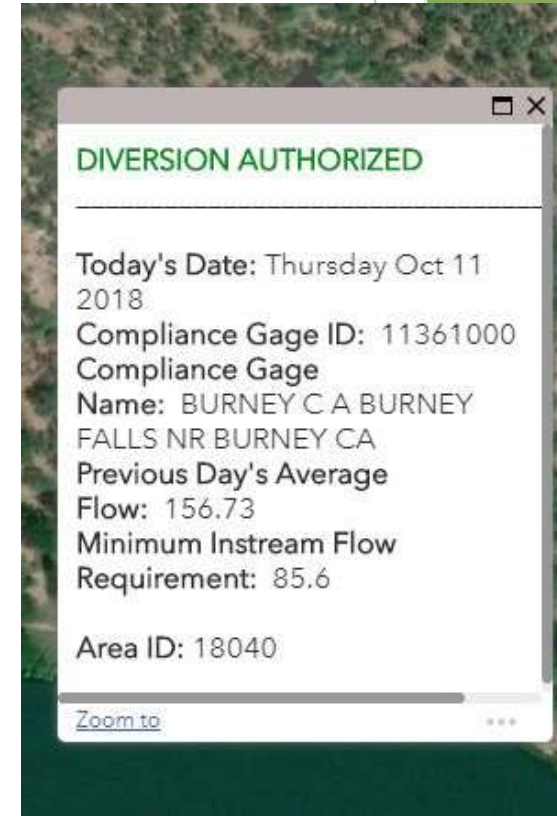 DIVERSION AUTHORIZED
Today's Date: Thursday Oct 11
2018
Compliance Gage ID: 11361000
Compliance Gage
Name: BURNEY C A BURNEY
FALLS NR BURNEY CA
Previous Day's Average
Flow: 156.73
Minimum Instream Flow
Requirement: 85.6
Area ID: 18040
Zoom to